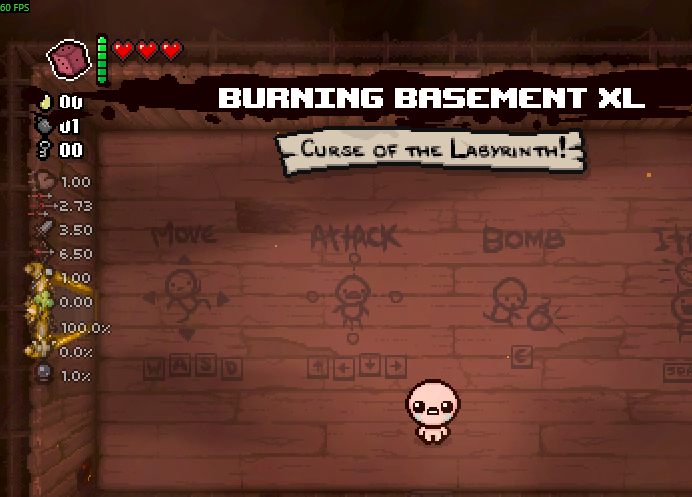 60 FPS
BURNING BASEMENT XL
00
01
00
CURSE OF THE LABYRINTH!
1.00
2.73
3.50
6.50
1.00
0.00
100.0%
0.0%
1.0%
MOVE
ATTACK
BOMB
W A S D
E